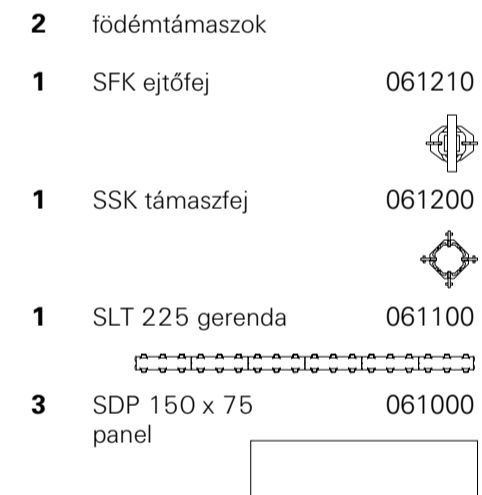 2 födémtámaszok
1 SFK ejtőfej 061210
1 SSK támaszfej 061200
1 SLT 225 gerenda 061100
3 SDP 150 x 75 061000
panel